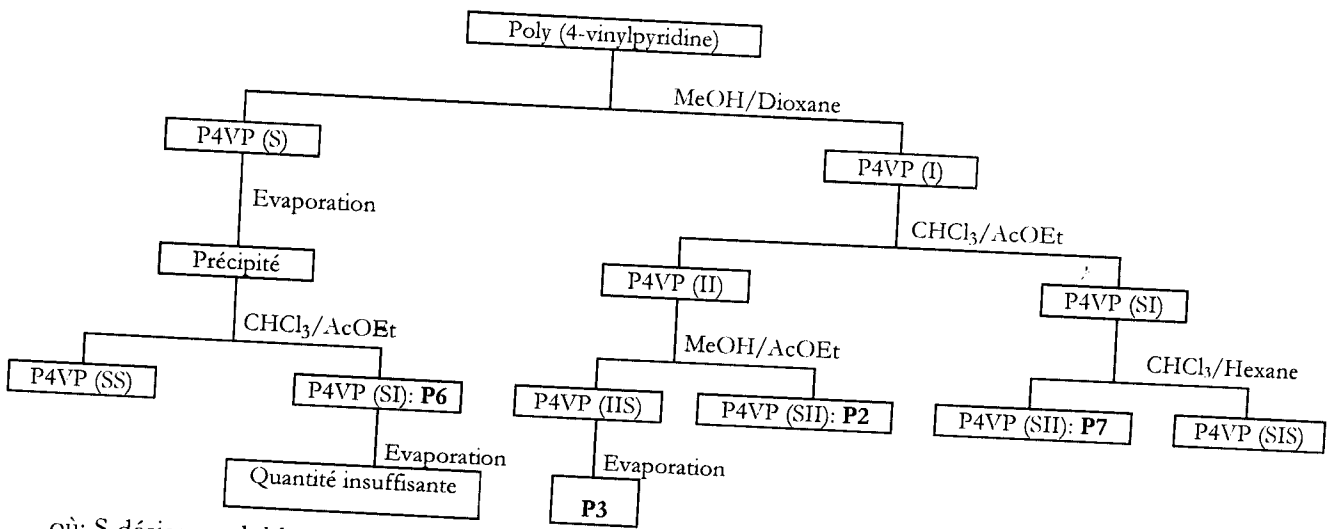 Poly (4-vinylpyridine)
MeOH/Dioxane
P4VP (S)
P4VP (I)
Evaporation
CHCl₃/AcOEt
Précipité
P4VP (II)
P4VP (SI)
CHCl₃/AcOEt
MeOH/AcOEt
CHCl₃/Hexane
P4VP (SS)
P4VP (SI): P6
P4VP (IIS)
P4VP (SII): P2
P4VP (SII): P7
P4VP (SIS)
Evaporation
Evaporation
Quantité insuffisante
P3
où: S désigne